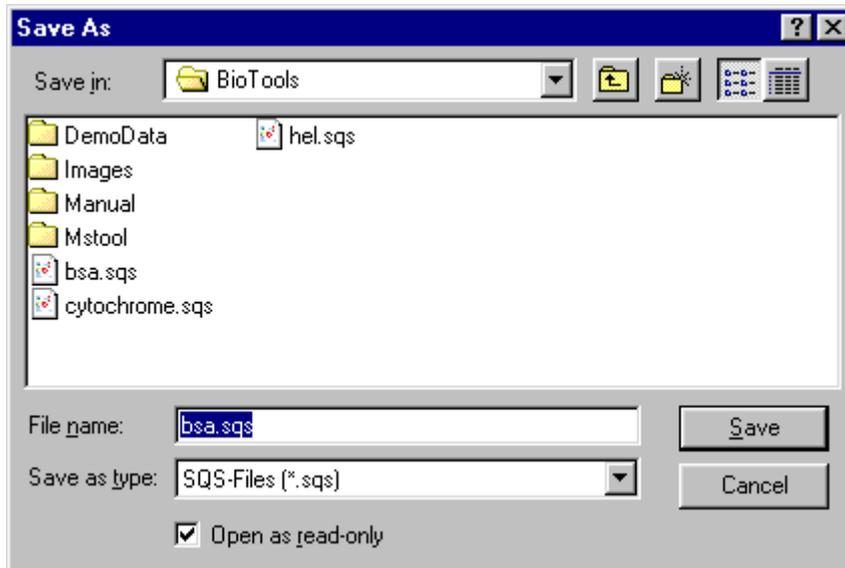 Save As
Save in: BioTools
DemoData hel.sqs
Images
Manual
Mstool
bsa.sqs
cytochrome.sqs
File name: bsa.sqs Save
Save as type: SQS-Files (*.sqs) Cancel
Open as read-only